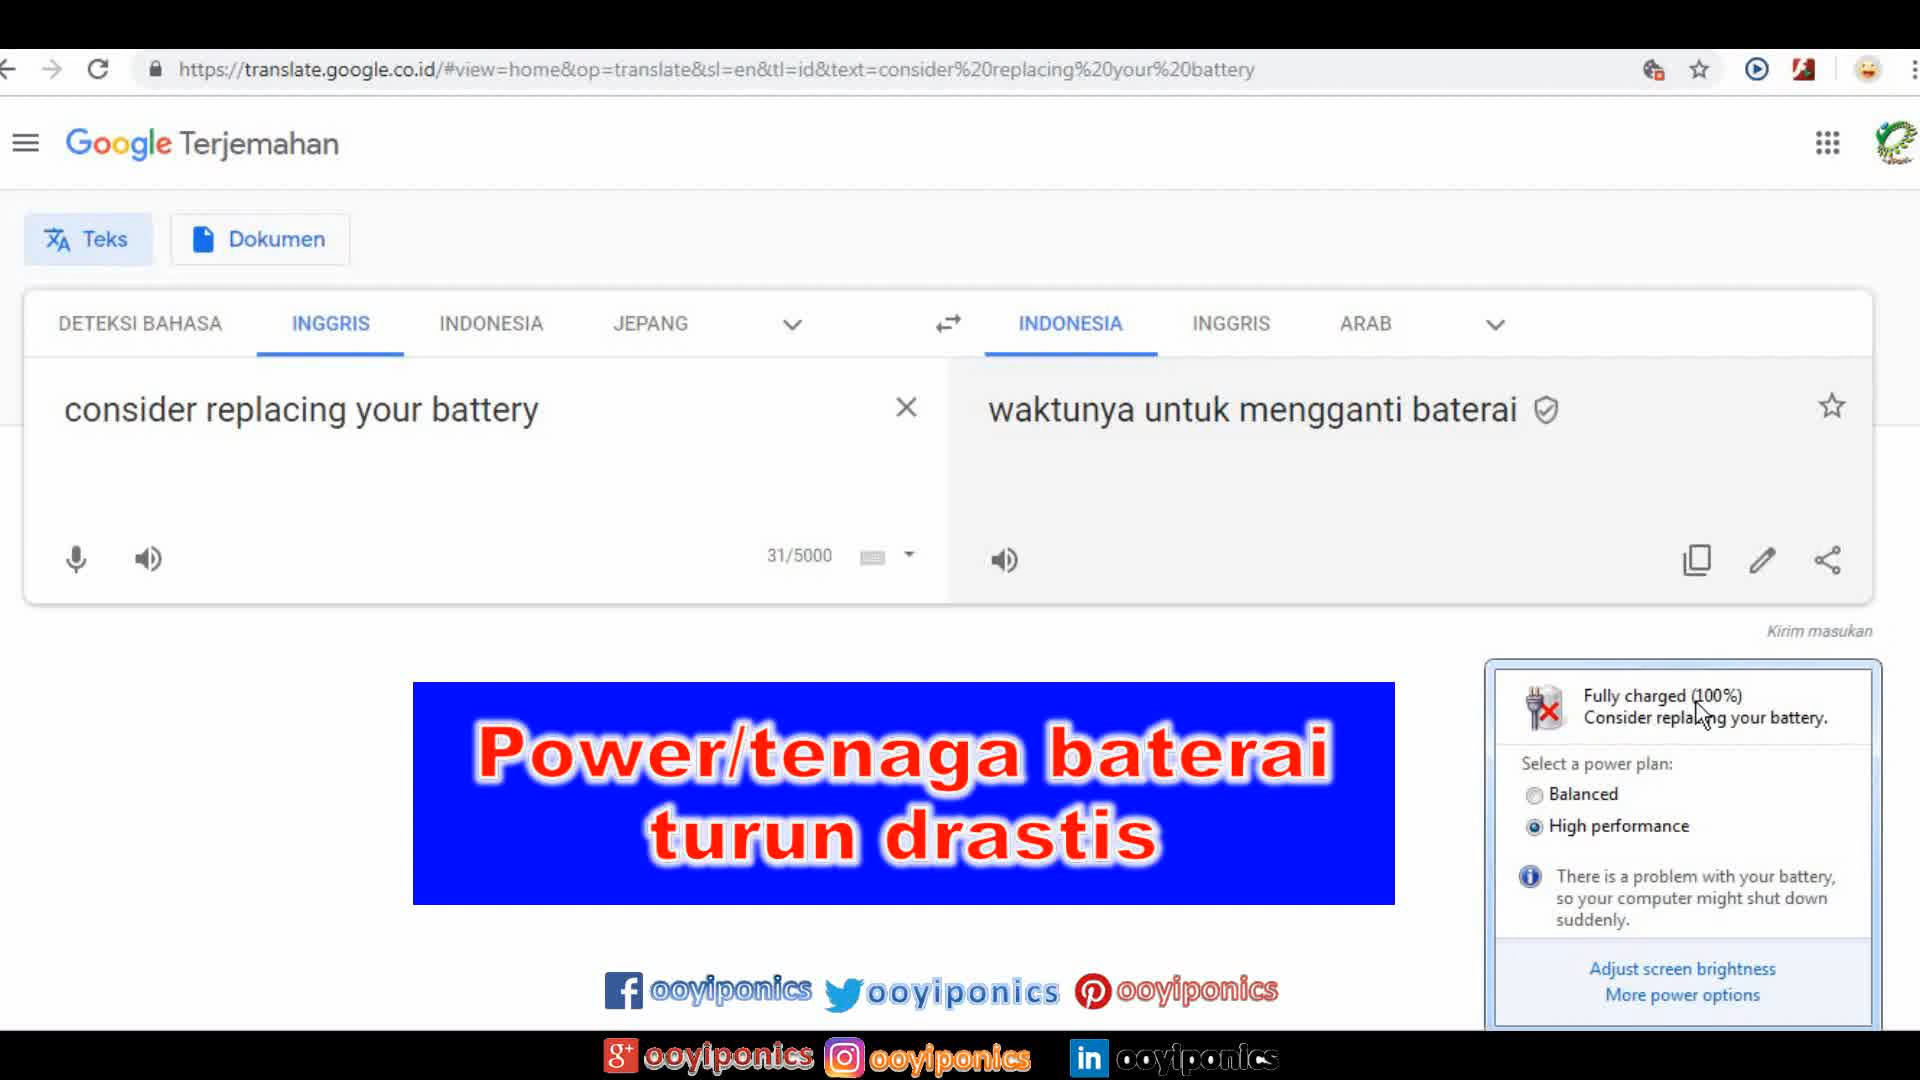 https://translate.google.co.id/#view=home&op=translate&sl=en&tl=id&text=consider%20replacing%20your%20battery
Google Terjemahan
Teks
Dokumen
DETEKSI BAHASA
INGGRIS
INDONESIA
JEPANG
INDONESIA
INGGRIS
ARAB
consider replacing your battery
waktunya untuk mengganti baterai
31/5000
Kirim masukan
Fully charged (100%)
Consider replacing your battery.
Select a power plan:
Balanced
High performance
There is a problem with your battery,
so your computer might shut down
suddenly.
Adjust screen brightness
More power options
Power/tenaga baterai
turun drastis
ooyiponics
ooyiponics
ooyiponics
ooyiponics
ooyiponics
ooyiponics